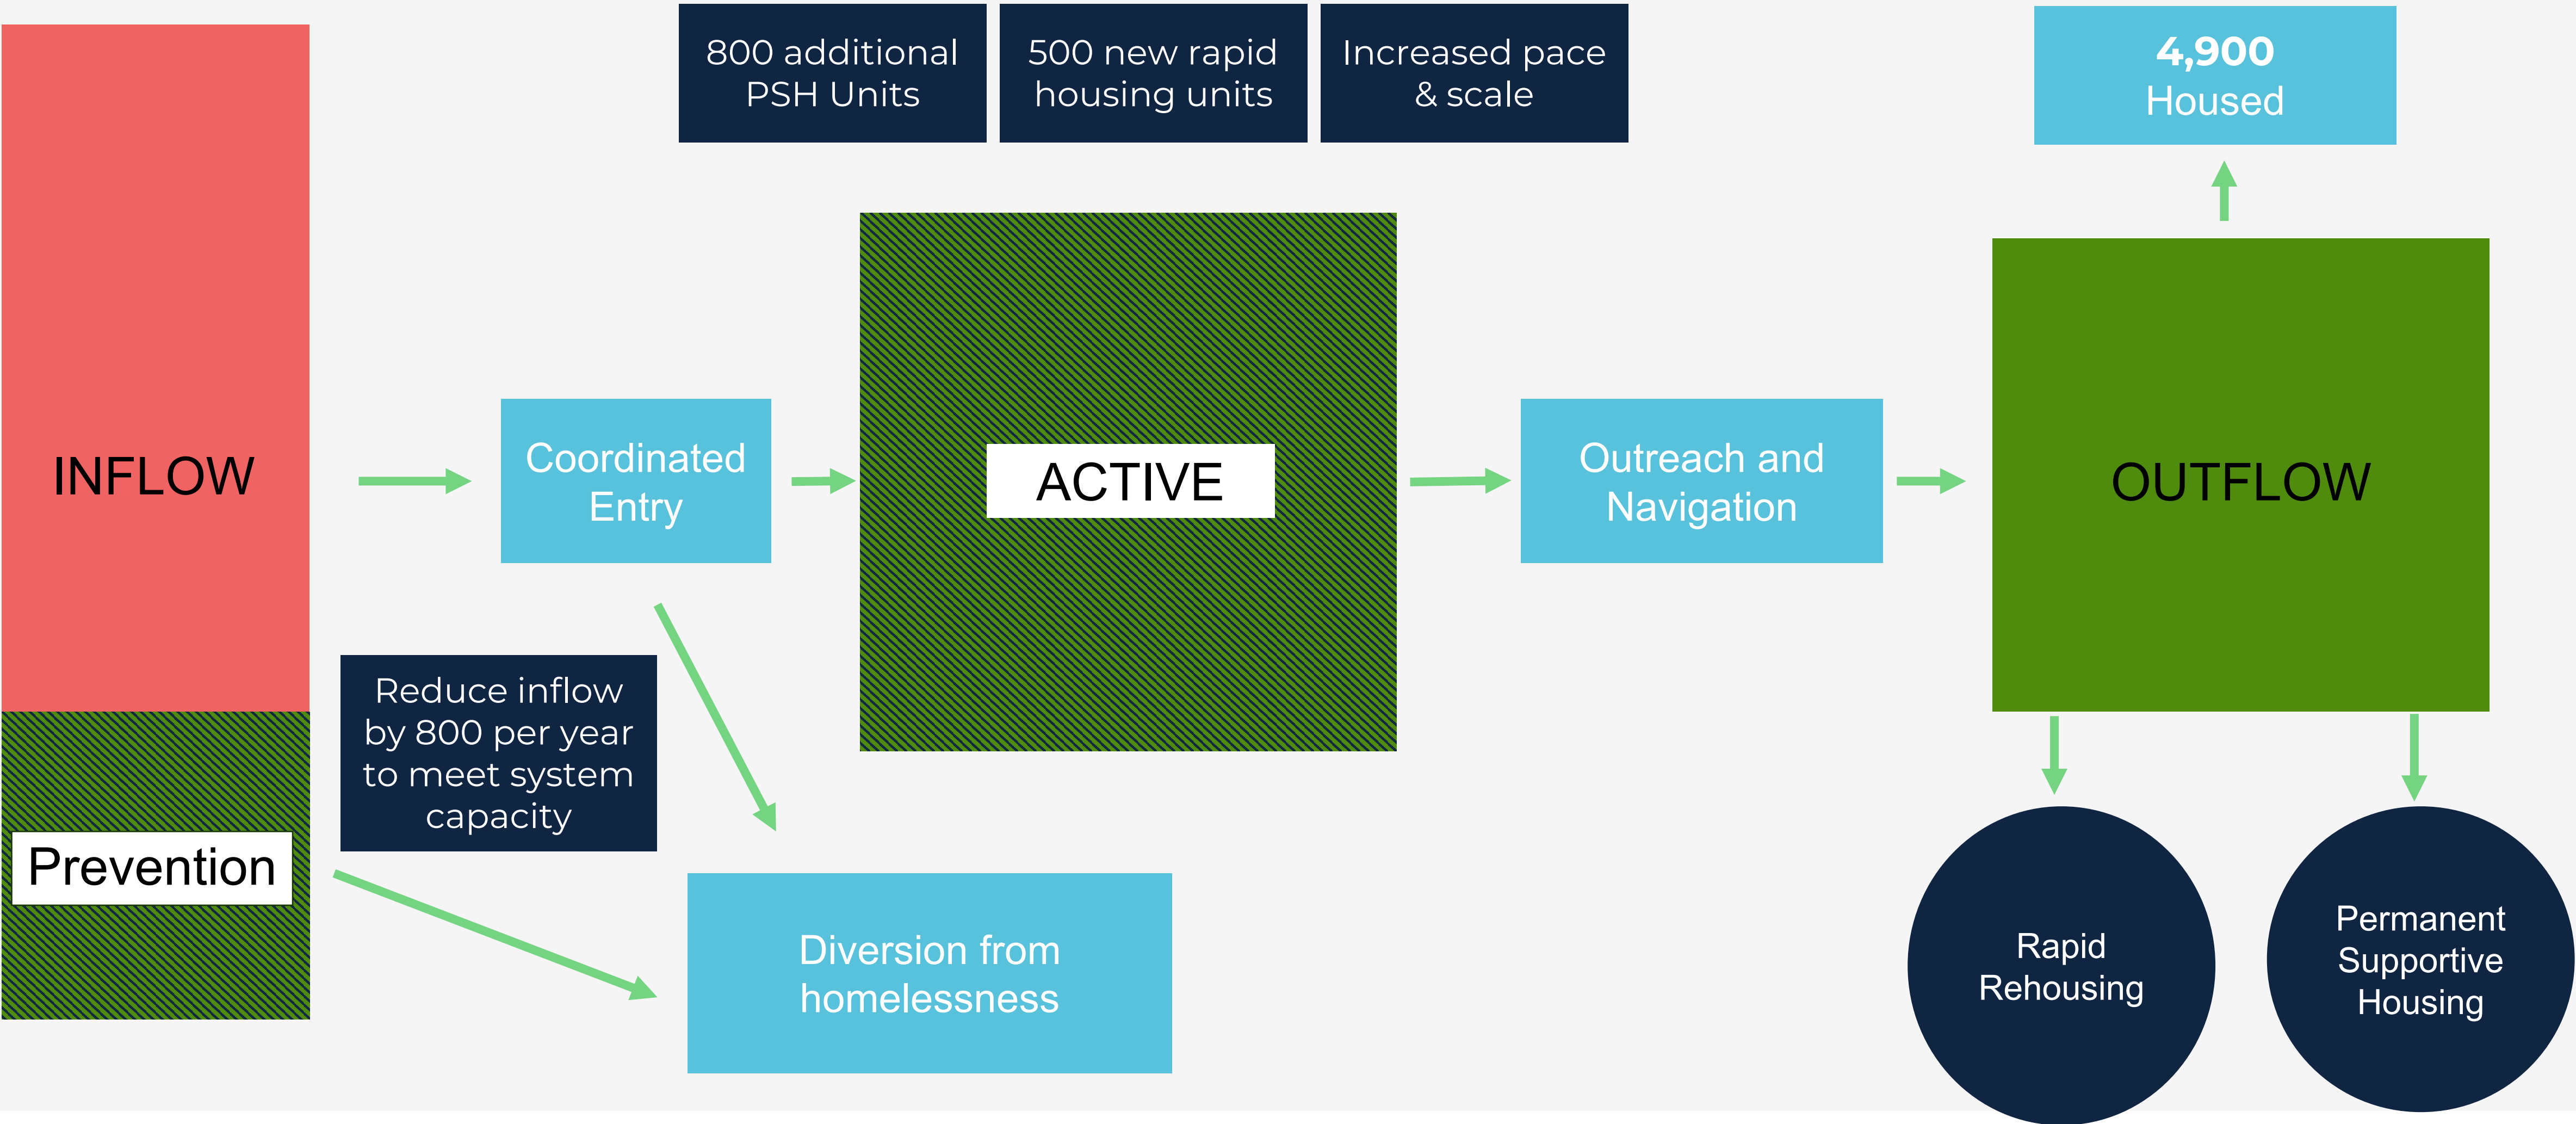 800 additional
PSH Units
500 new rapid
housing units
Increased pace
& scale
4,900
Housed
INFLOW
Coordinated
Entry
ACTIVE
Outreach and
Navigation
OUTFLOW
Reduce inflow
by 800 per year
to meet system
capacity
Prevention
Diversion from
homelessness
Rapid
Rehousing
Permanent
Supportive
Housing